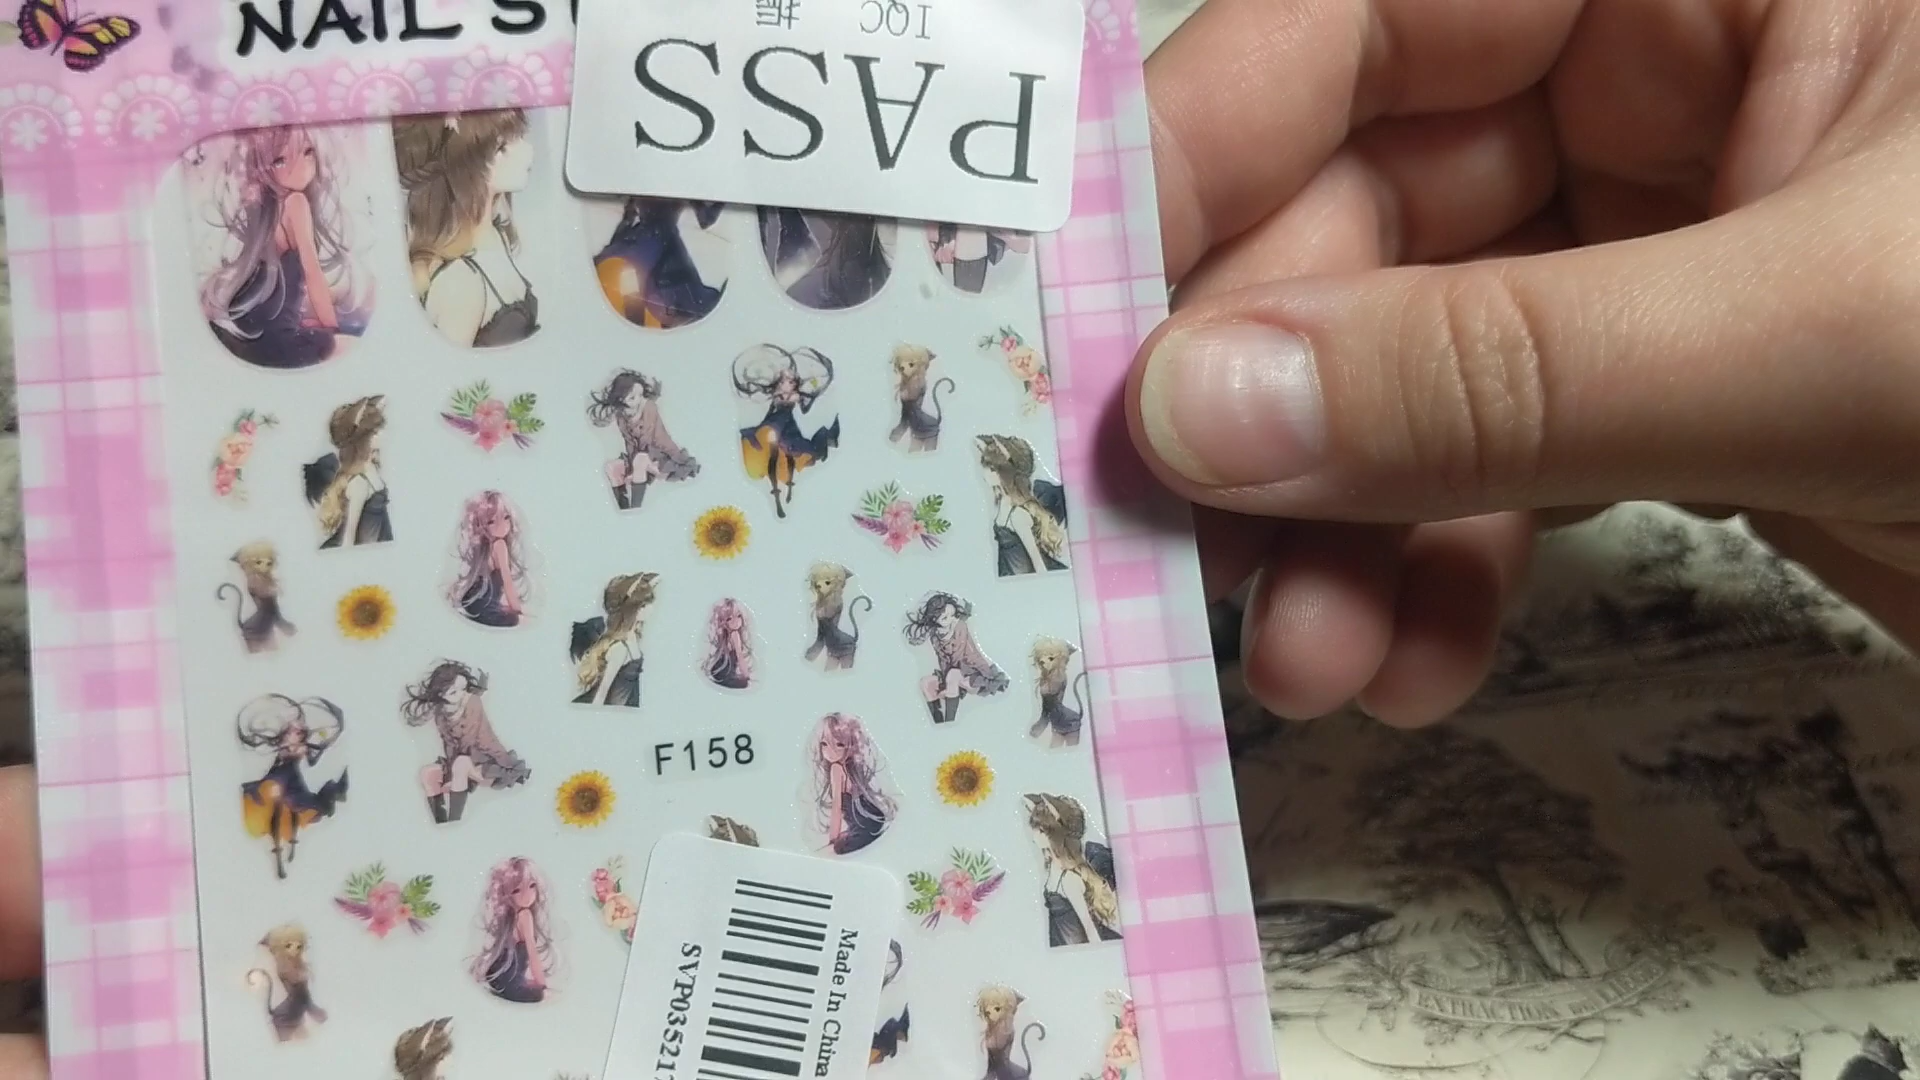 NAIL S
IQC
PASS
F158
Made In China
SVP035217
EXTRACTION